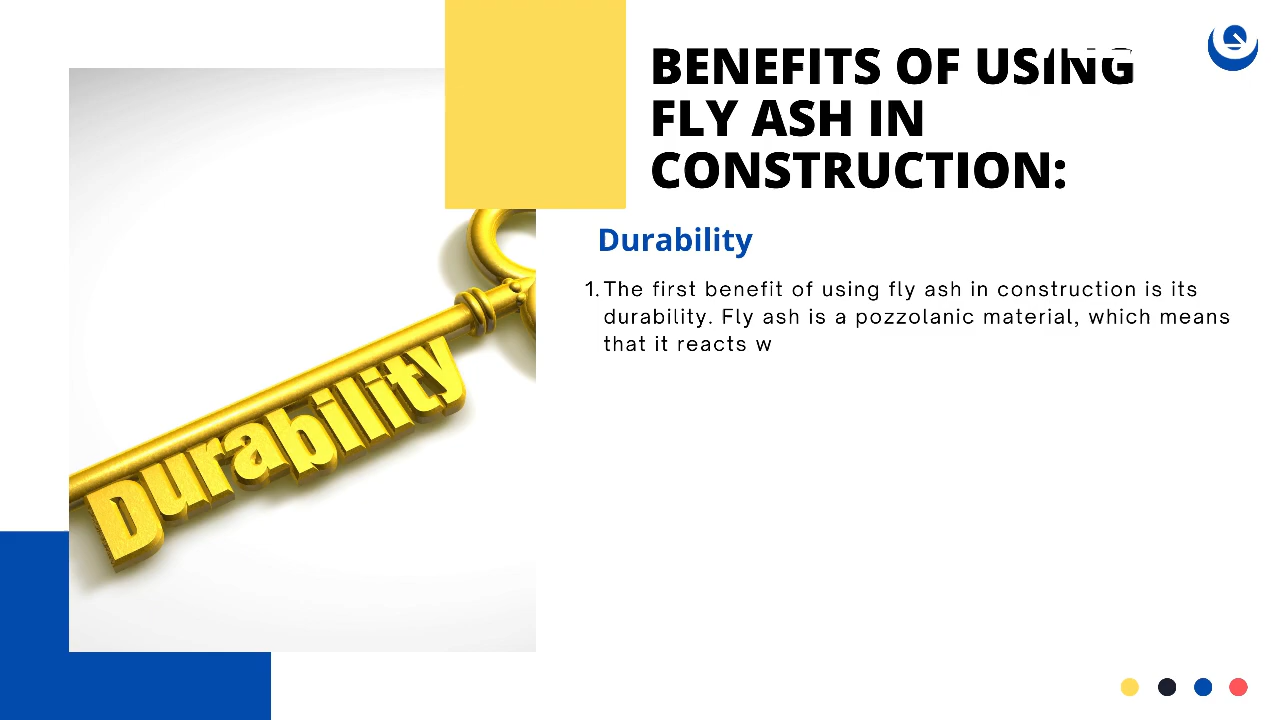 BENEFITS OF USING
FLY ASH IN
CONSTRUCTION:
Durability
1. The first benefit of using fly ash in construction is its
durability. Fly ash is a pozzolanic material, which means
that it reacts w
Durability